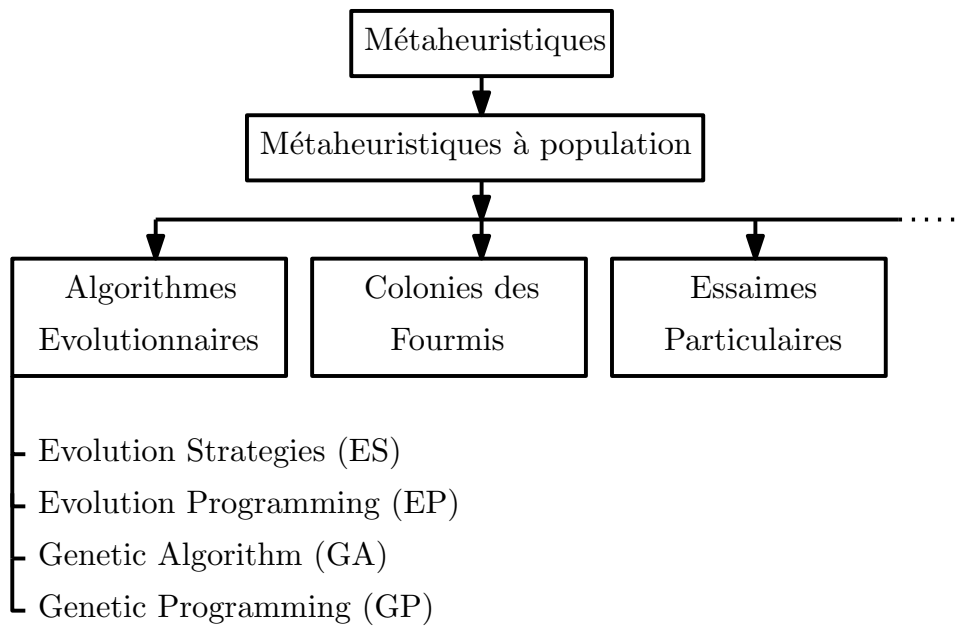 Métaheuristiques
Métaheuristiques à population
Algorithmes
Evolutionnaires
Colonies des
Fourmis
Essaimes
Particulaires
Evolution Strategies (ES)
Evolution Programming (EP)
Genetic Algorithm (GA)
Genetic Programming (GP)